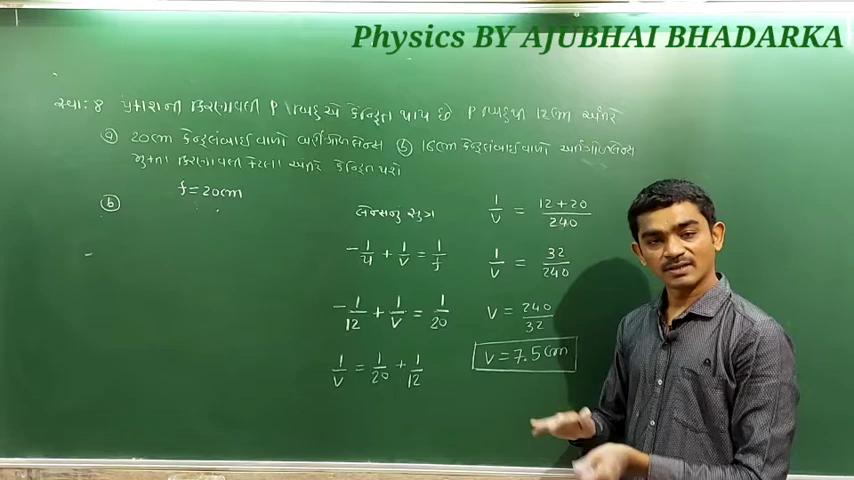 Physics BY AJUBHAI BHADARKA
સ્વા: 8 પ્રકાશની કિરણાવલી P બિંદુએ કેન્દ્રિત થાય છે P બિંદુથી 12cm અંતરે
ⓐ 20cm કેન્દ્રલંબાઈવાળો બહિર્ગોળલેન્સ ⓑ 16cm કેન્દ્રલંબાઈવાળો અંતર્ગોળલેન્સ
મુકતા કિરણાવલી કેટલા અંતરે કેન્દ્રિત થશે
ⓑ f = 20cm
લેન્સનું સુત્ર
-1/u + 1/v = 1/f
-1/12 + 1/v = 1/20
1/v = 1/20 + 1/12
1/v = 12+20/240
1/v = 32/240
v = 240/32
v = 7.5cm